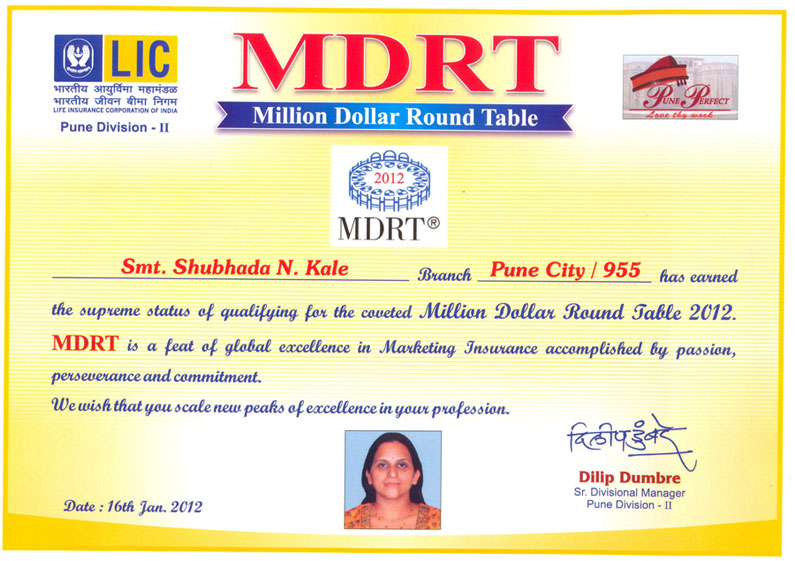 LIC
भारतीय आयुर्विमा महामंडळ
भारतीय जीवन बीमा निगम
LIFE INSURANCE CORPORATION OF INDIA
Pune Division - II
MDRT
Million Dollar Round Table
Pune Perfect
Love thy work
2012
MDRT®
Smt. Shubhada N. Kale Branch Pune City / 955 has earned
the supreme status of qualifying for the coveted Million Dollar Round Table 2012.
MDRT is a feat of global excellence in Marketing Insurance accomplished by passion,
perseverance and commitment.
We wish that you scale new peaks of excellence in your profession.
दिलीप डुंबरे
Dilip Dumbre
Sr. Divisional Manager
Pune Division - II
Date : 16th Jan. 2012